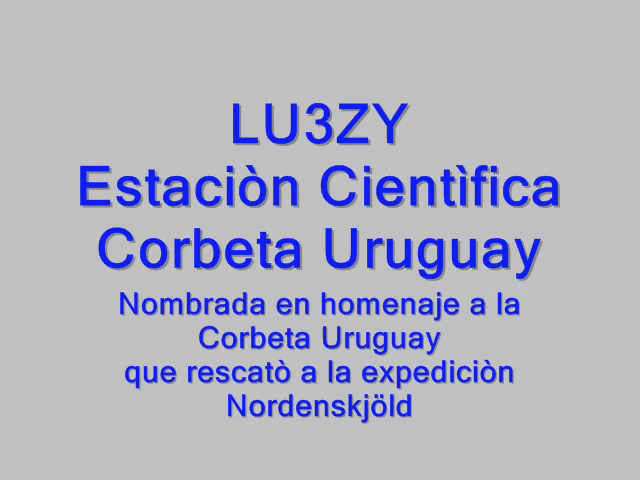 LU3ZY
Estaciòn Cientìfica
Corbeta Uruguay
Nombrada en homenaje a la
Corbeta Uruguay
que rescatò a la expediciòn
Nordenskjöld